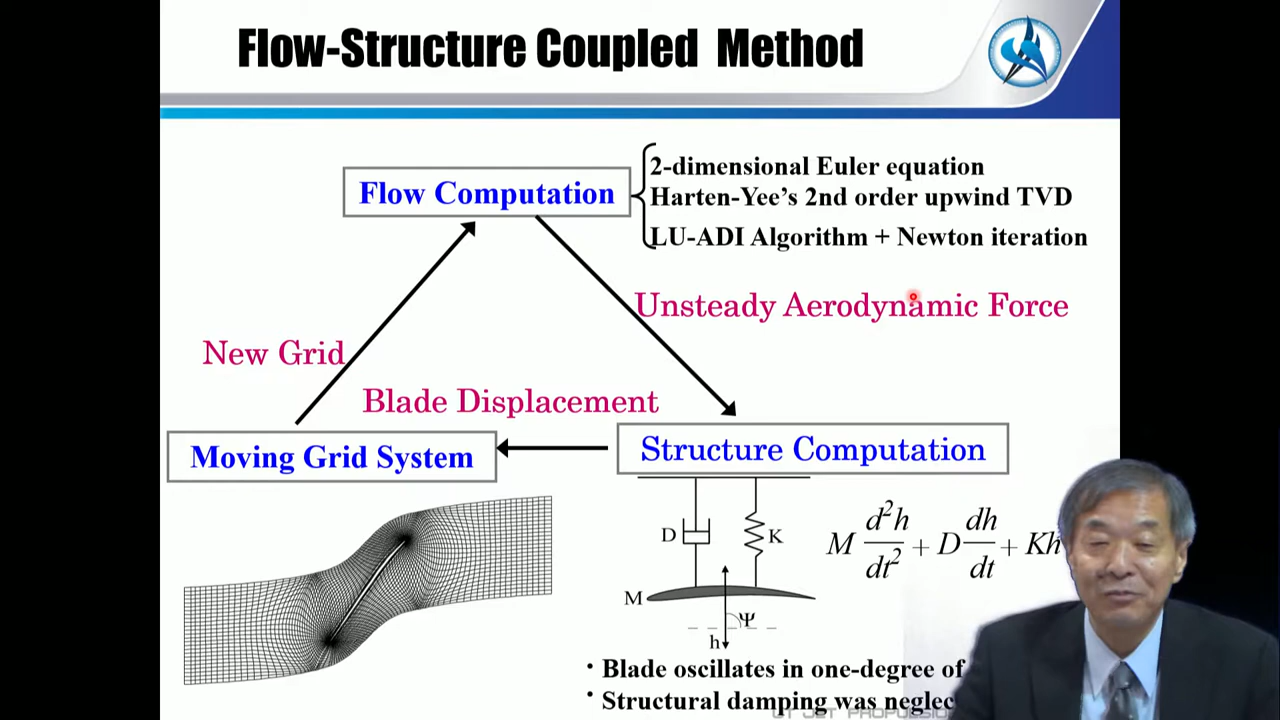 Flow-Structure Coupled Method
Flow Computation
2-dimensional Euler equation
Harten-Yee's 2nd order upwind TVD
LU-ADI Algorithm + Newton iteration
Unsteady Aerodynamic Force
New Grid
Blade Displacement
Moving Grid System
Structure Computation
D
K
M d²h/dt² + D dh/dt + Kh
M
Ψ
h
• Blade oscillates in one-degree of
• Structural damping was
JET PROPULSION